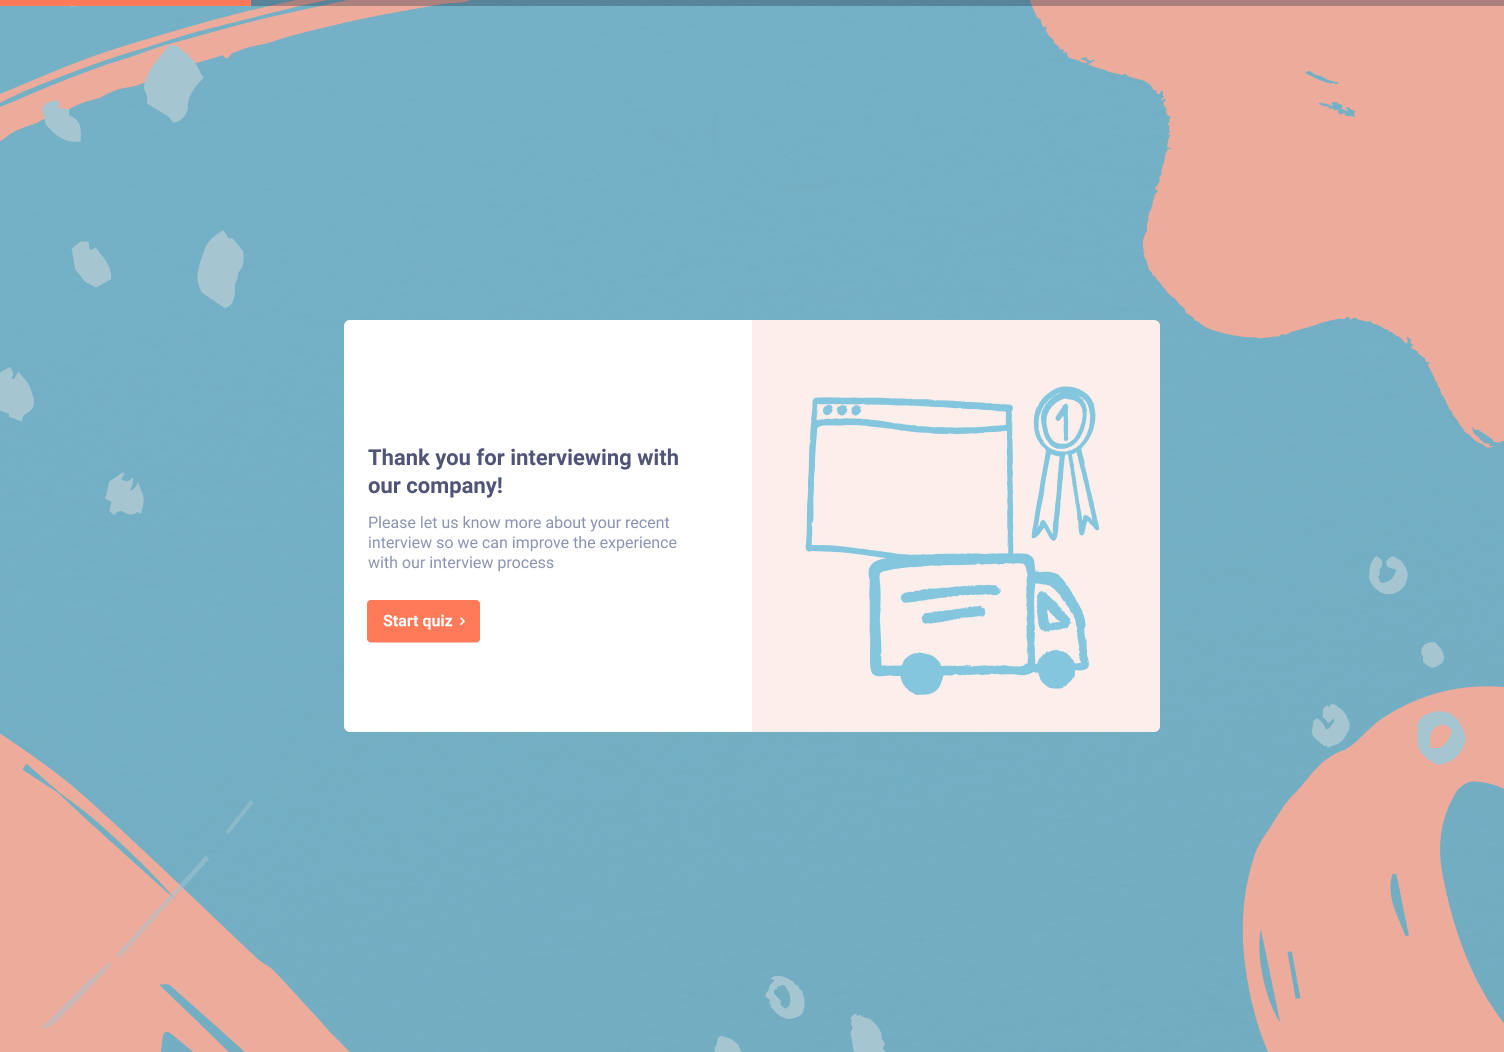 Thank you for interviewing with
our company!
Please let us know more about your recent
interview so we can improve the experience
with our interview process
Start quiz ›
1